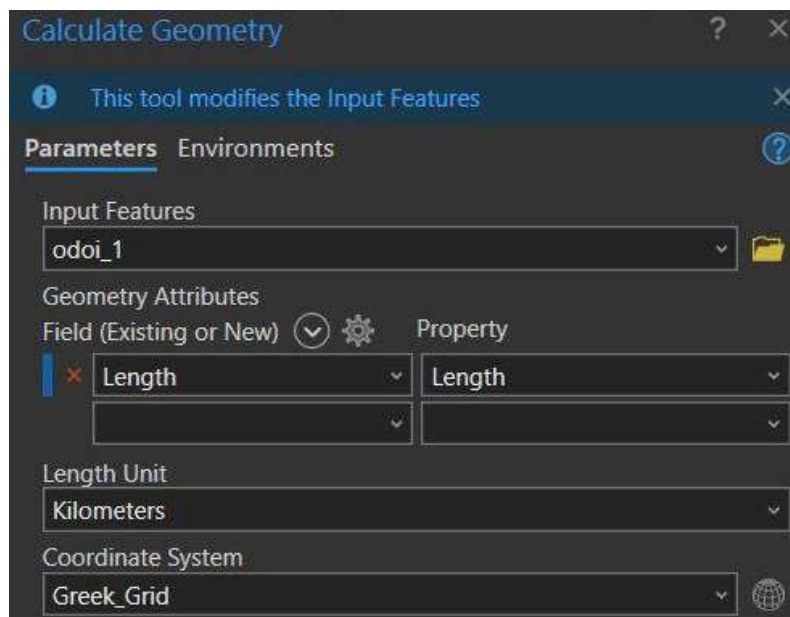 Calculate Geometry ?
This tool modifies the Input Features
Parameters Environments
Input Features
odoi_1
Geometry Attributes
Field (Existing or New) Property
Length Length
Length Unit
Kilometers
Coordinate System
Greek_Grid